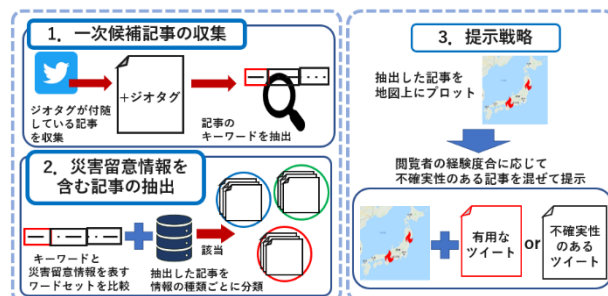 1. 一次候補記事の収集
+ジオタグ
ジオタグが付随
している記事
を収集
記事の
キーワードを抽出
2. 災害留意情報を
含む記事の抽出
該当
キーワードと
災害留意情報を表す
ワードセットを比較
抽出した記事を
情報の種類ごとに分類
3. 提示戦略
抽出した記事を
地図上にプロット
閲覧者の経験度合に応じて
不確実性のある記事を混ぜて提示
有用な
ツイート
or
不確実性
のある
ツイート